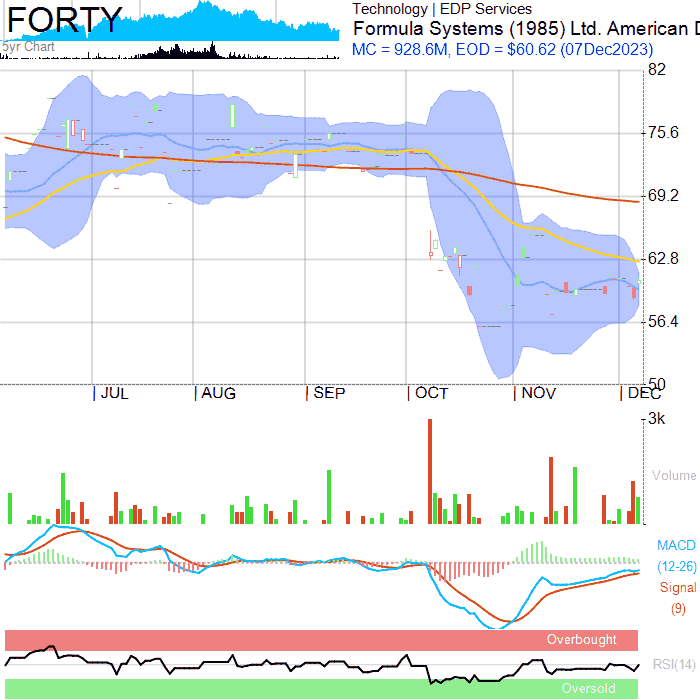 FORTY
5yr Chart
Technology | EDP Services
Formula Systems (1985) Ltd. American D
MC = 928.6M, EOD = $60.62 (07Dec2023)
82
75.6
69.2
62.8
56.4
50
JUL
AUG
SEP
OCT
NOV
DEC
3k
Volume
MACD
(12-26)
Signal
(9)
Overbought
RSI(14)
Oversold